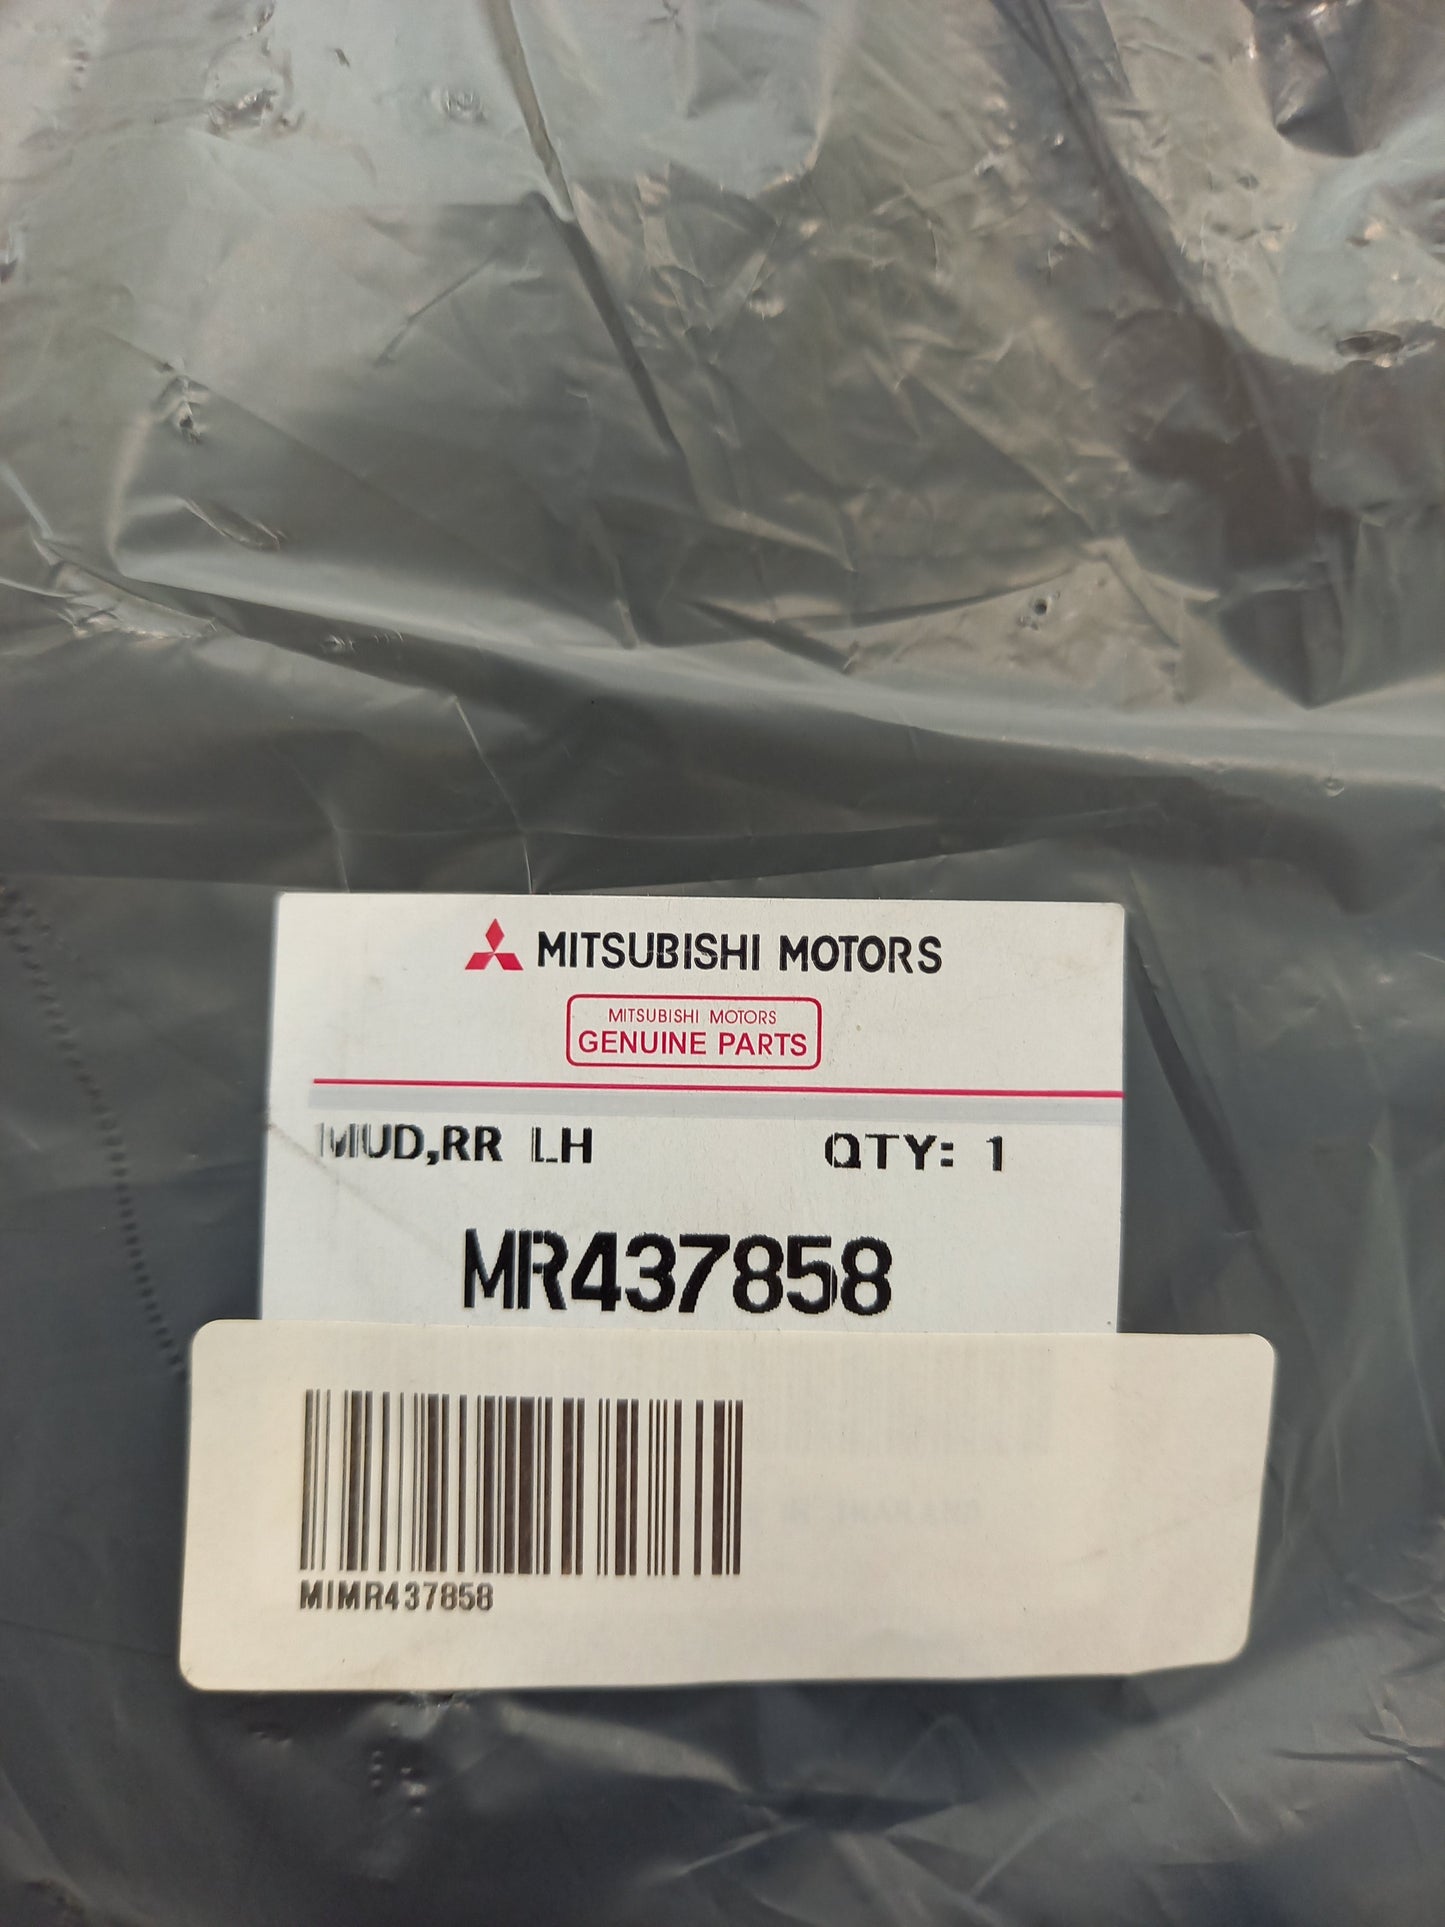 MITSUBISHI MOTORS
MITSUBISHI MOTORS
GENUINE PARTS
MUD,RR LH QTY: 1
MR437858
MIMR437858